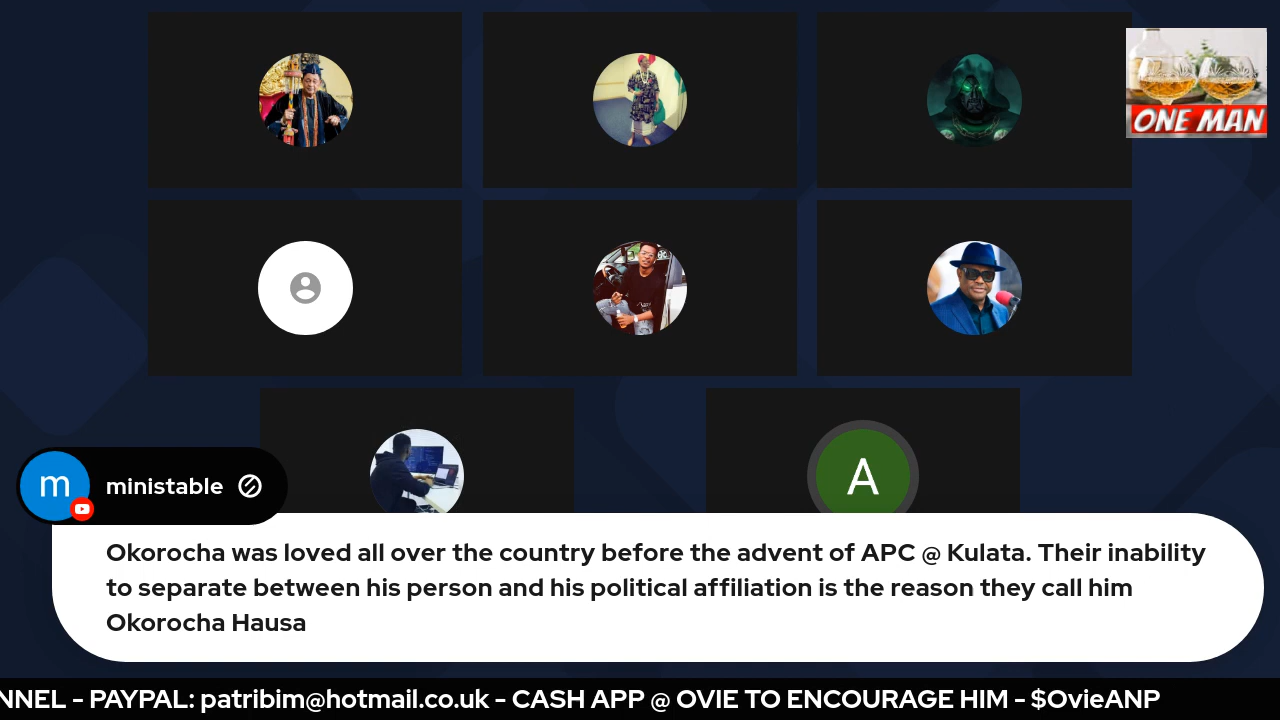 ONE MAN
A
m
ministable
Okorocha was loved all over the country before the advent of APC @ Kulata. Their inability
to separate between his person and his political affiliation is the reason they call him
Okorocha Hausa
NNEL - PAYPAL: patribim@hotmail.co.uk - CASH APP @ OVIE TO ENCOURAGE HIM - $OvieANP